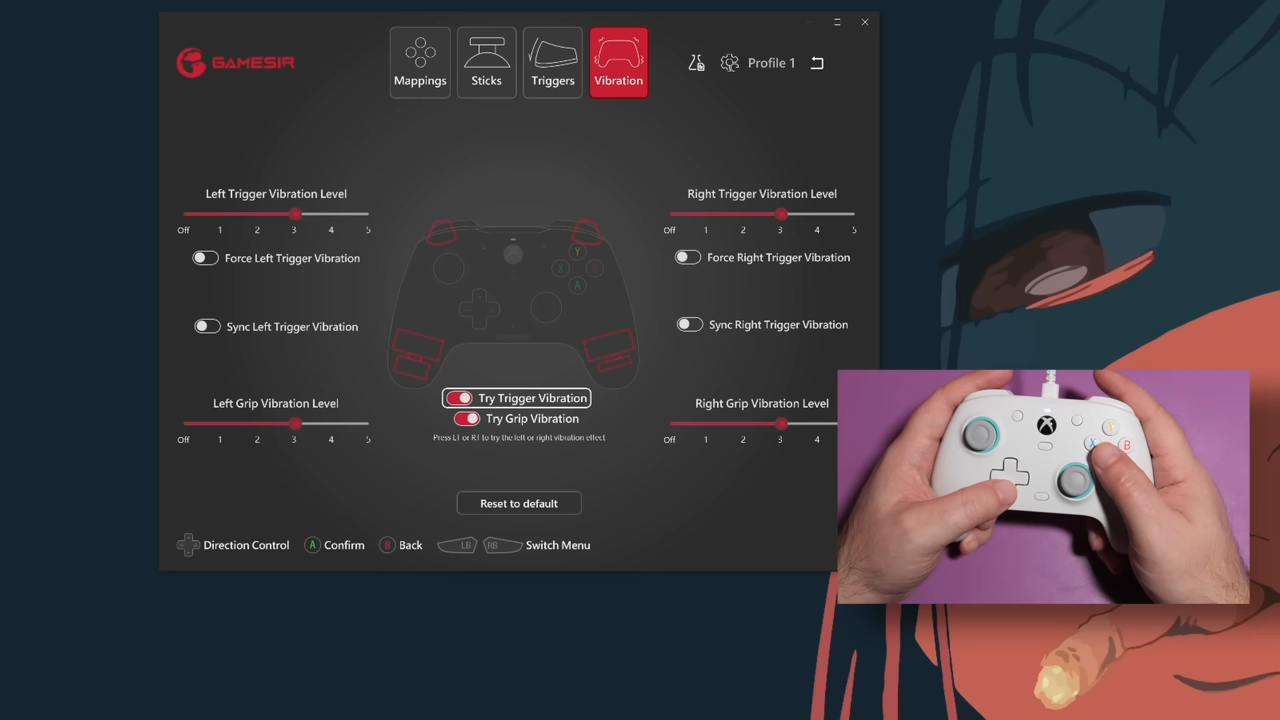 GAMESIR
Mappings
Sticks
Triggers
Vibration
Profile 1
Left Trigger Vibration Level
Off 1 2 3 4 5
Force Left Trigger Vibration
Sync Left Trigger Vibration
Left Grip Vibration Level
Off 1 2 3 4 5
Right Trigger Vibration Level
Off 1 2 3 4 5
Force Right Trigger Vibration
Sync Right Trigger Vibration
Right Grip Vibration Level
Off 1 2 3 4
Y
X B
A
Try Trigger Vibration
Try Grip Vibration
Press LT or RT to try the left or right vibration effect
Reset to default
Direction Control
A Confirm
B Back
LB RB Switch Menu
Y
X B